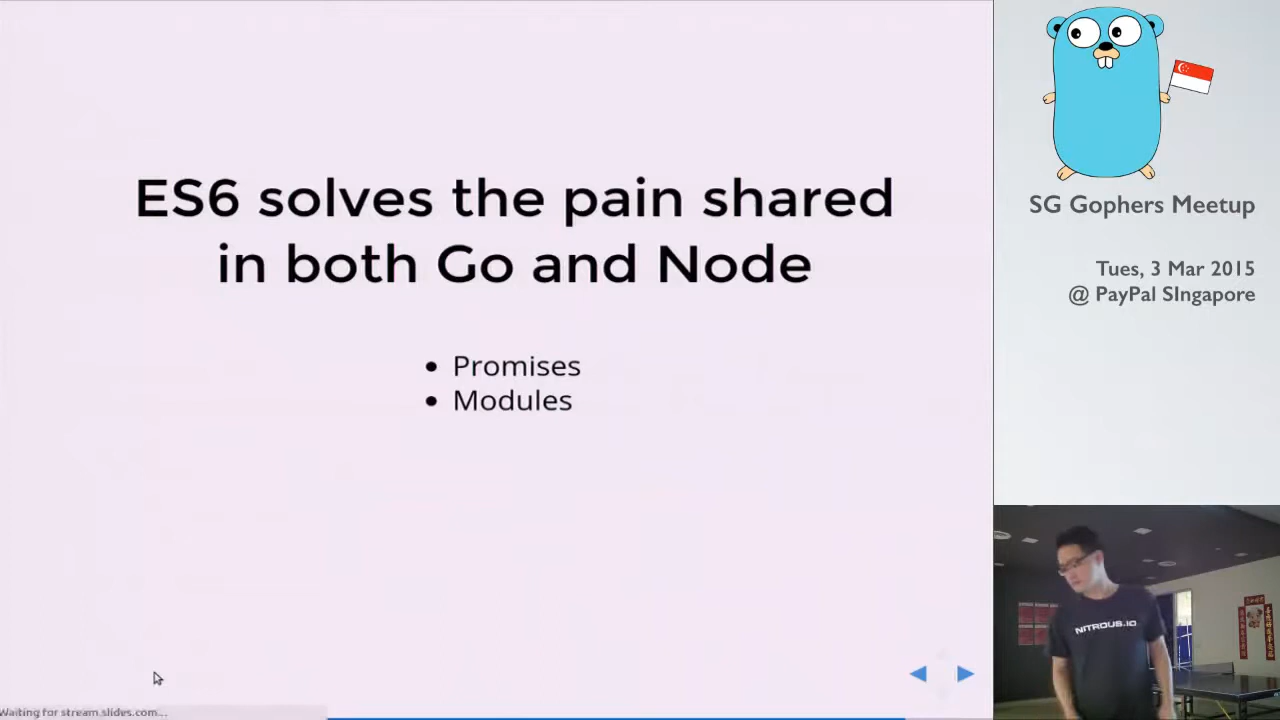 ES6 solves the pain shared
in both Go and Node
Promises
Modules
Waiting for stream.slides.com...
SG Gophers Meetup
Tues, 3 Mar 2015
@ PayPal SIngapore
NITROUS.IO